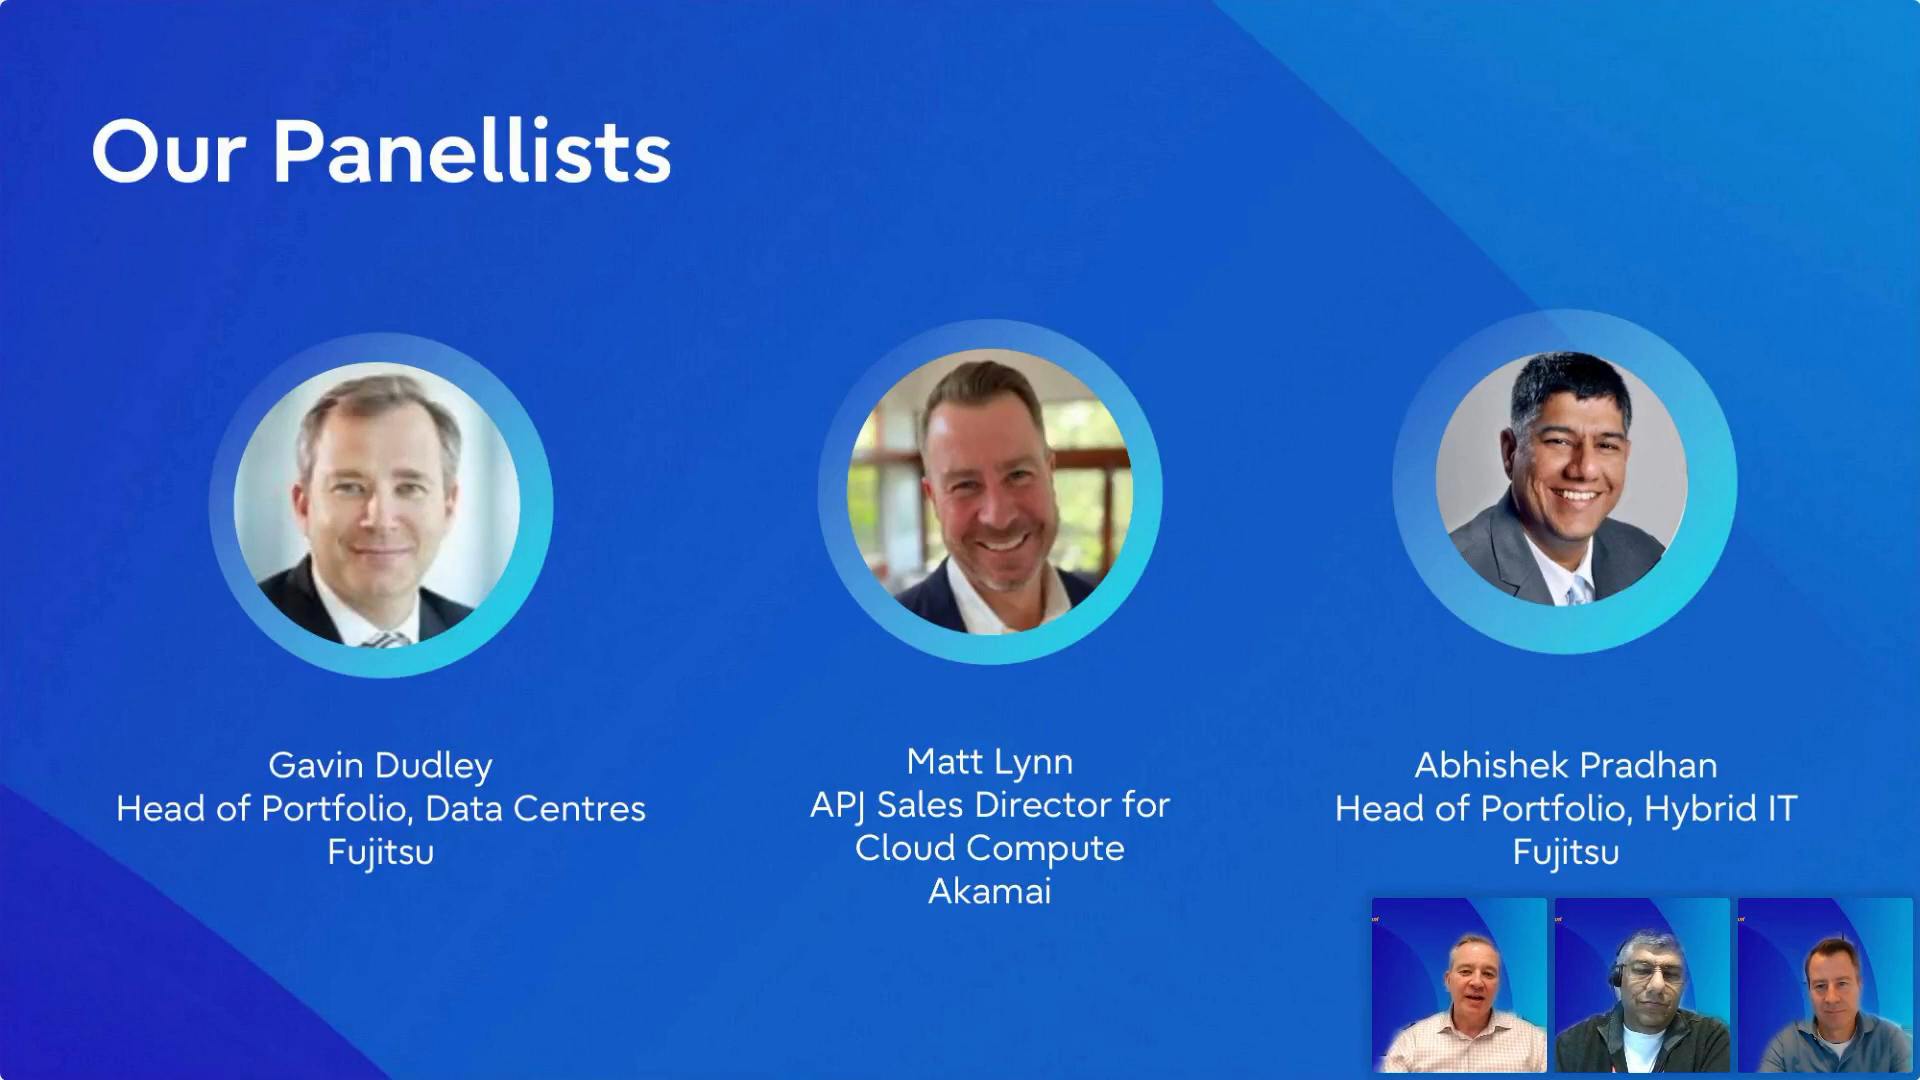 Our Panellists
Gavin Dudley
Head of Portfolio, Data Centres
Fujitsu
Matt Lynn
APJ Sales Director for
Cloud Compute
Akamai
Abhishek Pradhan
Head of Portfolio, Hybrid IT
Fujitsu